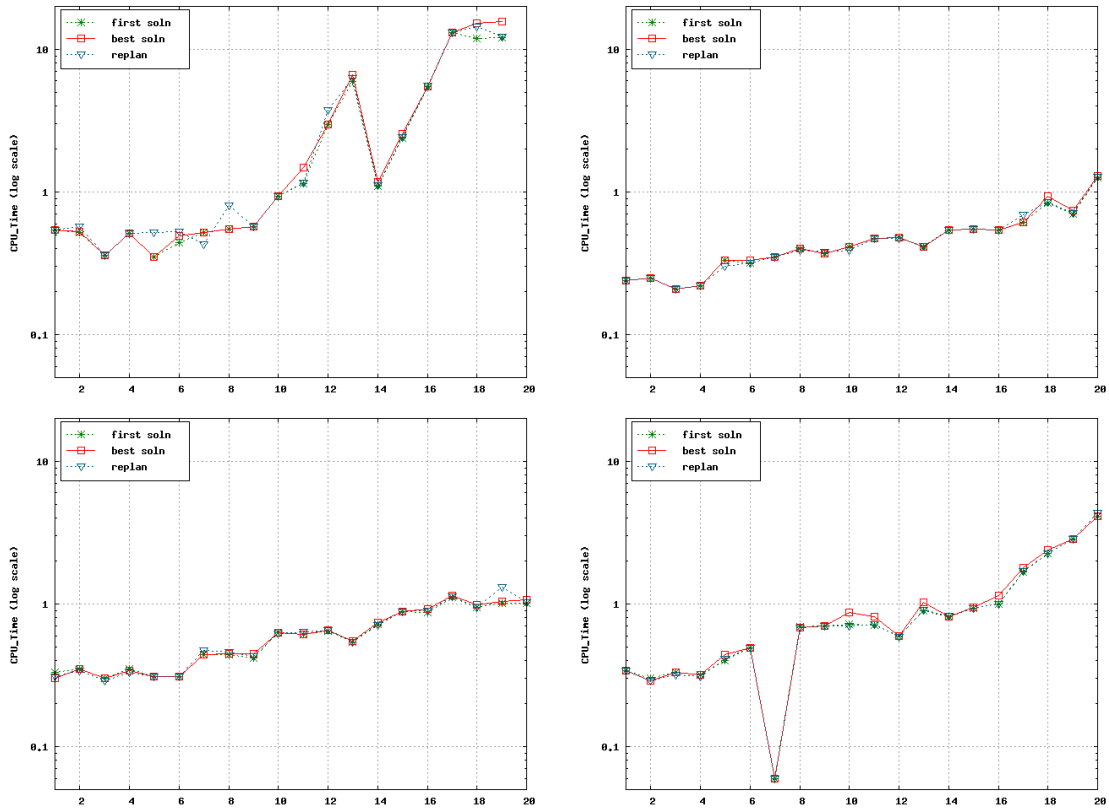 first soln
best soln
replan
10
1
0.1
CPU_Time (log scale)
2 4 6 8 10 12 14 16 18 20
first soln
best soln
replan
10
1
0.1
CPU_Time (log scale)
2 4 6 8 10 12 14 16 18 20
first soln
best soln
replan
10
1
0.1
CPU_Time (log scale)
2 4 6 8 10 12 14 16 18 20
first soln
best soln
replan
10
1
0.1
CPU_Time (log scale)
2 4 6 8 10 12 14 16 18 20